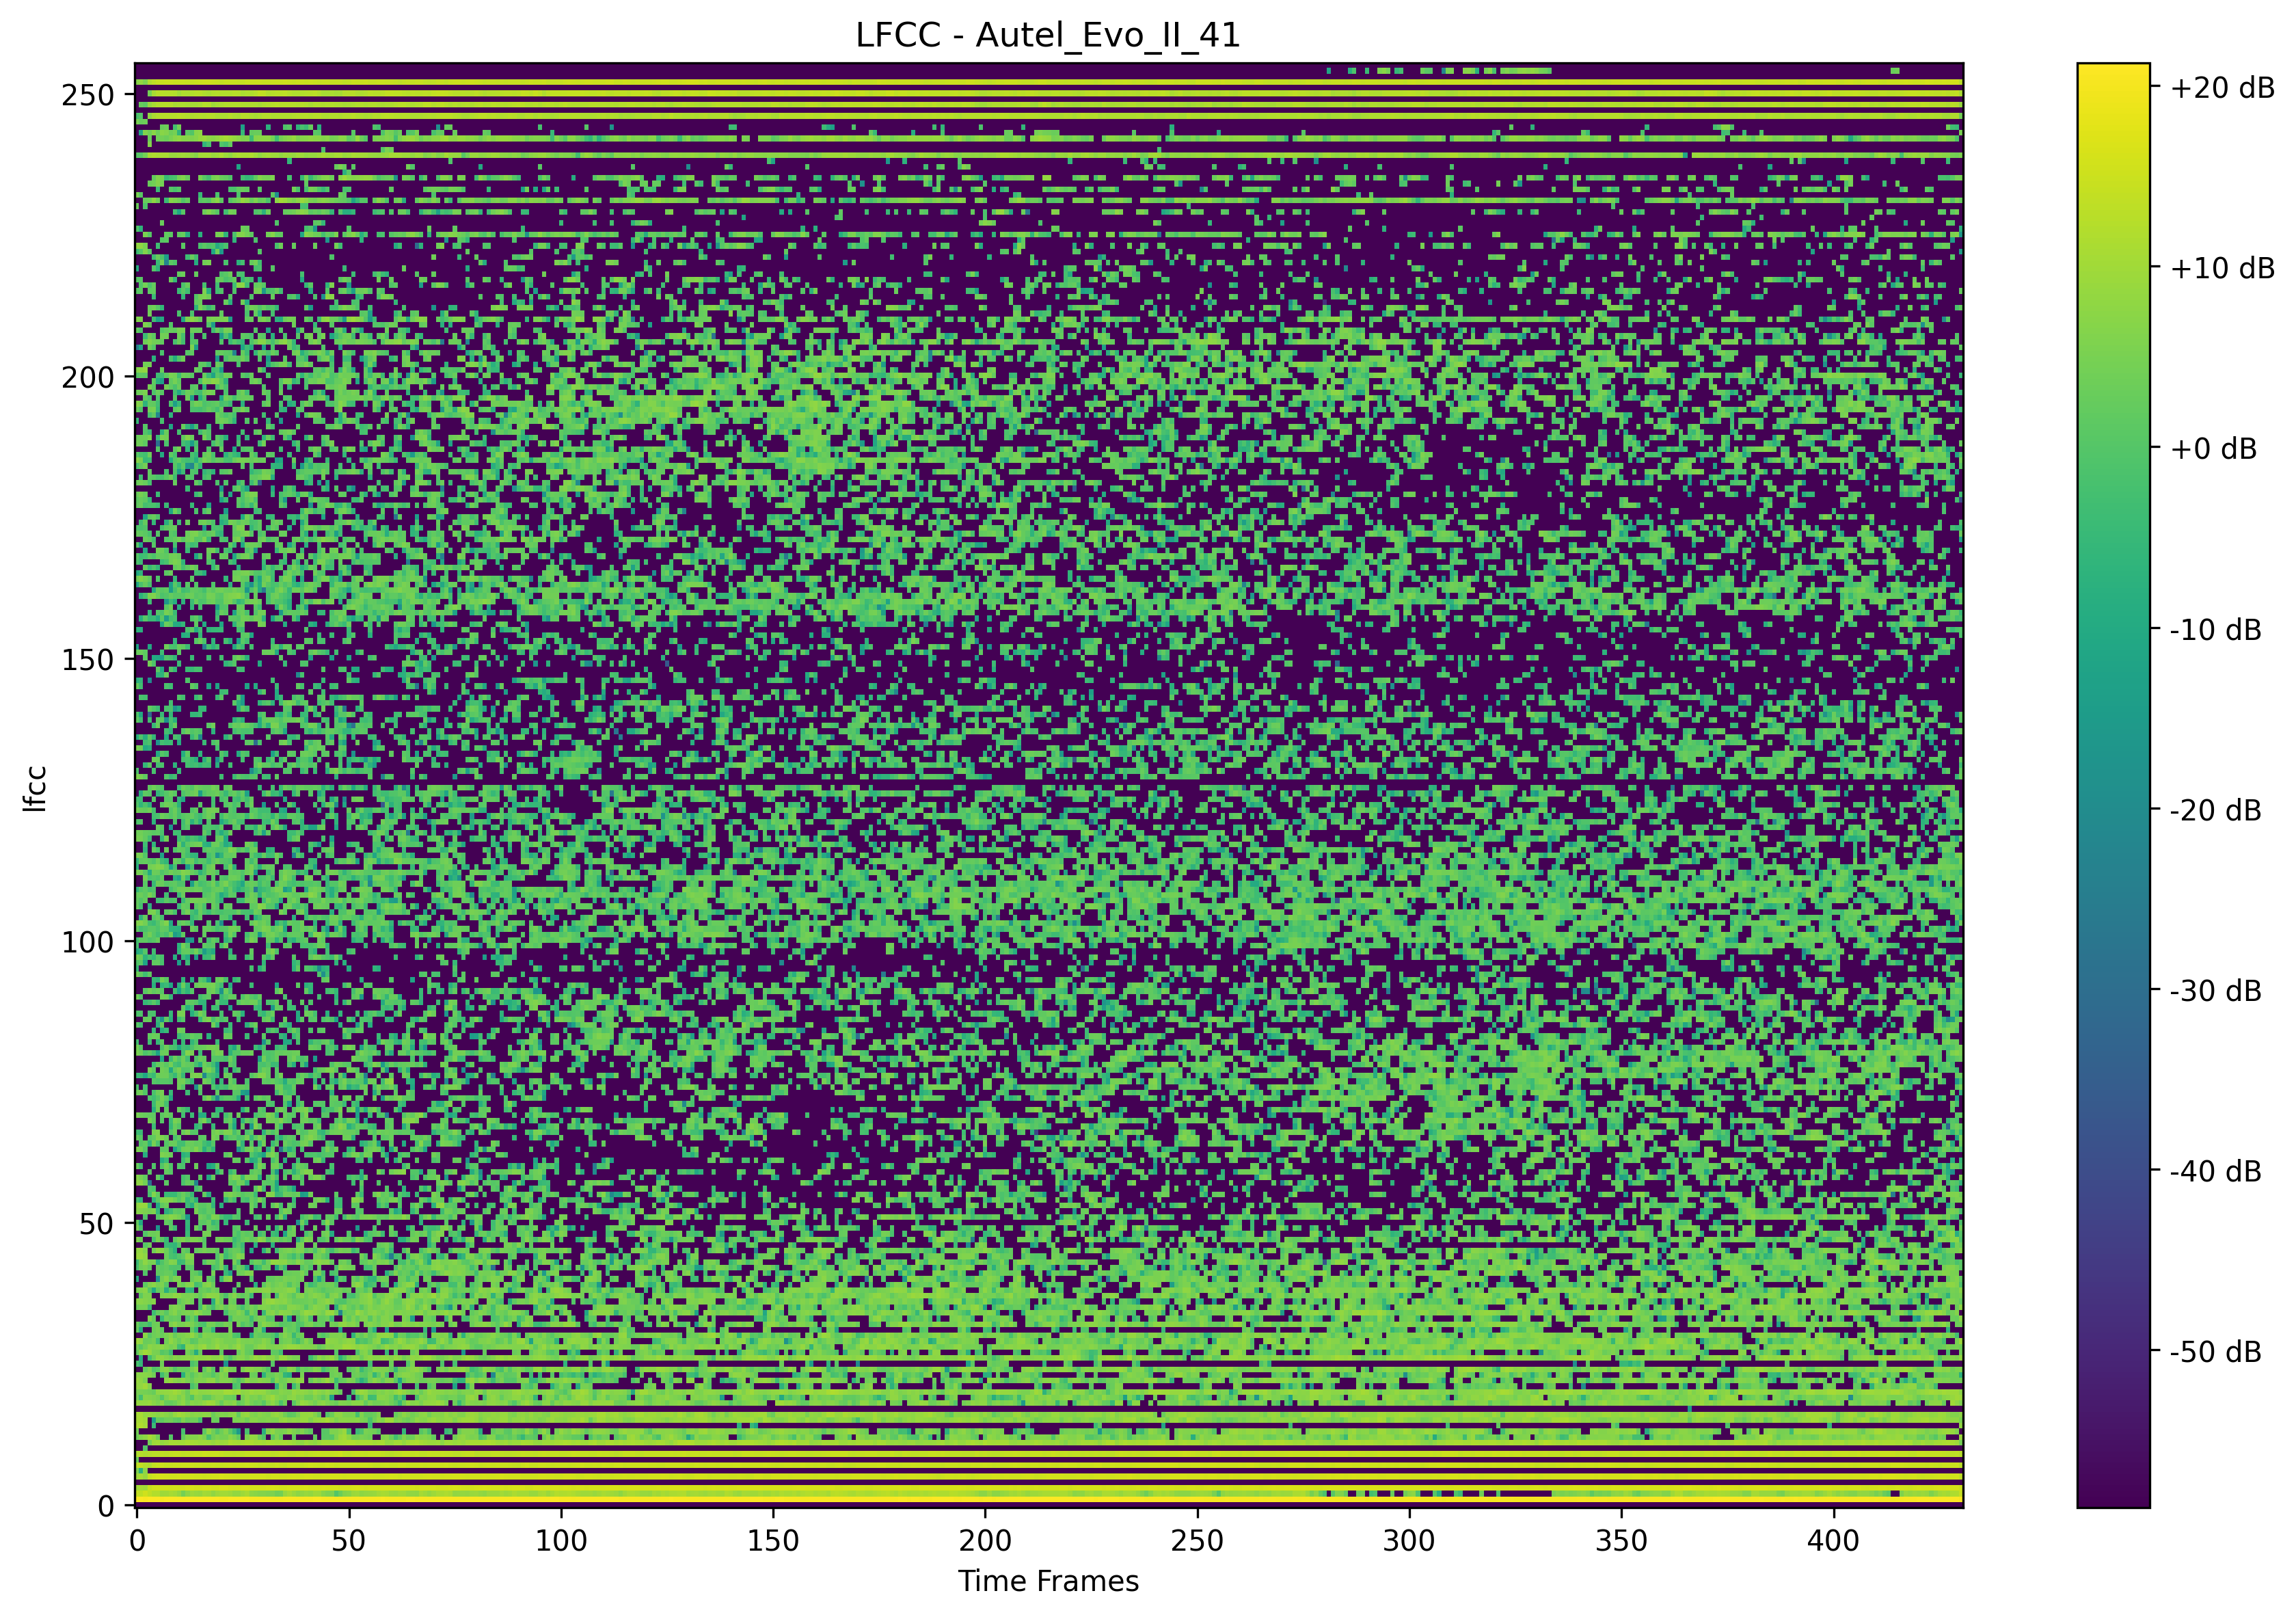 LFCC - Autel_Evo_II_41
lfcc
250
200
150
100
50
0
0 50 100 150 200 250 300 350 400
Time Frames
+20 dB
+10 dB
+0 dB
-10 dB
-20 dB
-30 dB
-40 dB
-50 dB